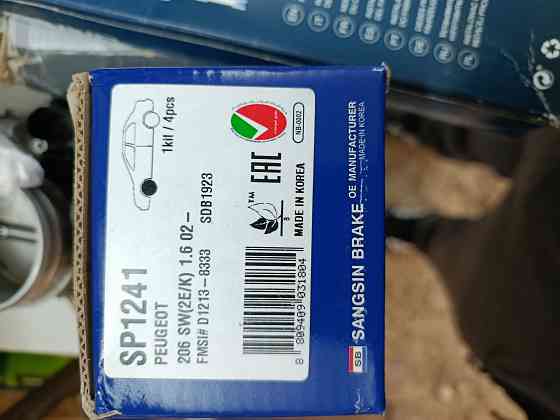 SP1241
PEUGEOT
206 SW(2E/K) 1.6 02-
FMSI# D1213-8333 SDB1923
1kit / 4pcs
NB-0002
EAC
TM
MADE IN KOREA
8 809409 031804
SB SANGSIN BRAKE
OE MANUFACTURER
MADE IN KOREA